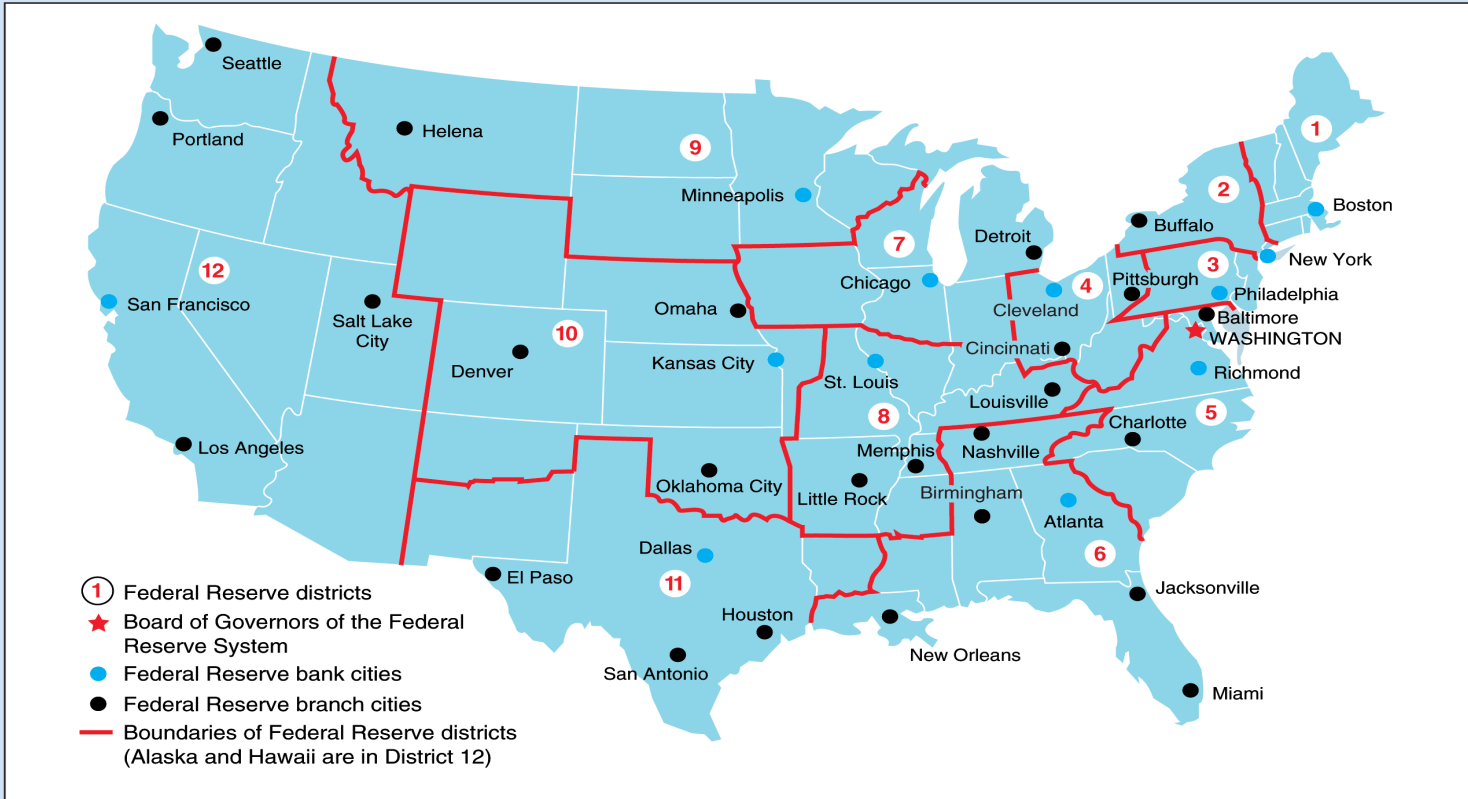 Seattle
Portland
Helena
9
1
Minneapolis
2
Boston
Buffalo
Detroit
7
12
3
New York
Chicago
4
Pittsburgh
Philadelphia
San Francisco
Omaha
Cleveland
Baltimore
Salt Lake
City
10
WASHINGTON
Cincinnati
Denver
Kansas City
St. Louis
Richmond
Louisville
8
5
Charlotte
Los Angeles
Memphis
Nashville
Oklahoma City
Little Rock
Birmingham
Atlanta
Dallas
6
El Paso
11
Jacksonville
Houston
New Orleans
San Antonio
Miami
1 Federal Reserve districts
Board of Governors of the Federal
Reserve System
Federal Reserve bank cities
Federal Reserve branch cities
Boundaries of Federal Reserve districts
(Alaska and Hawaii are in District 12)